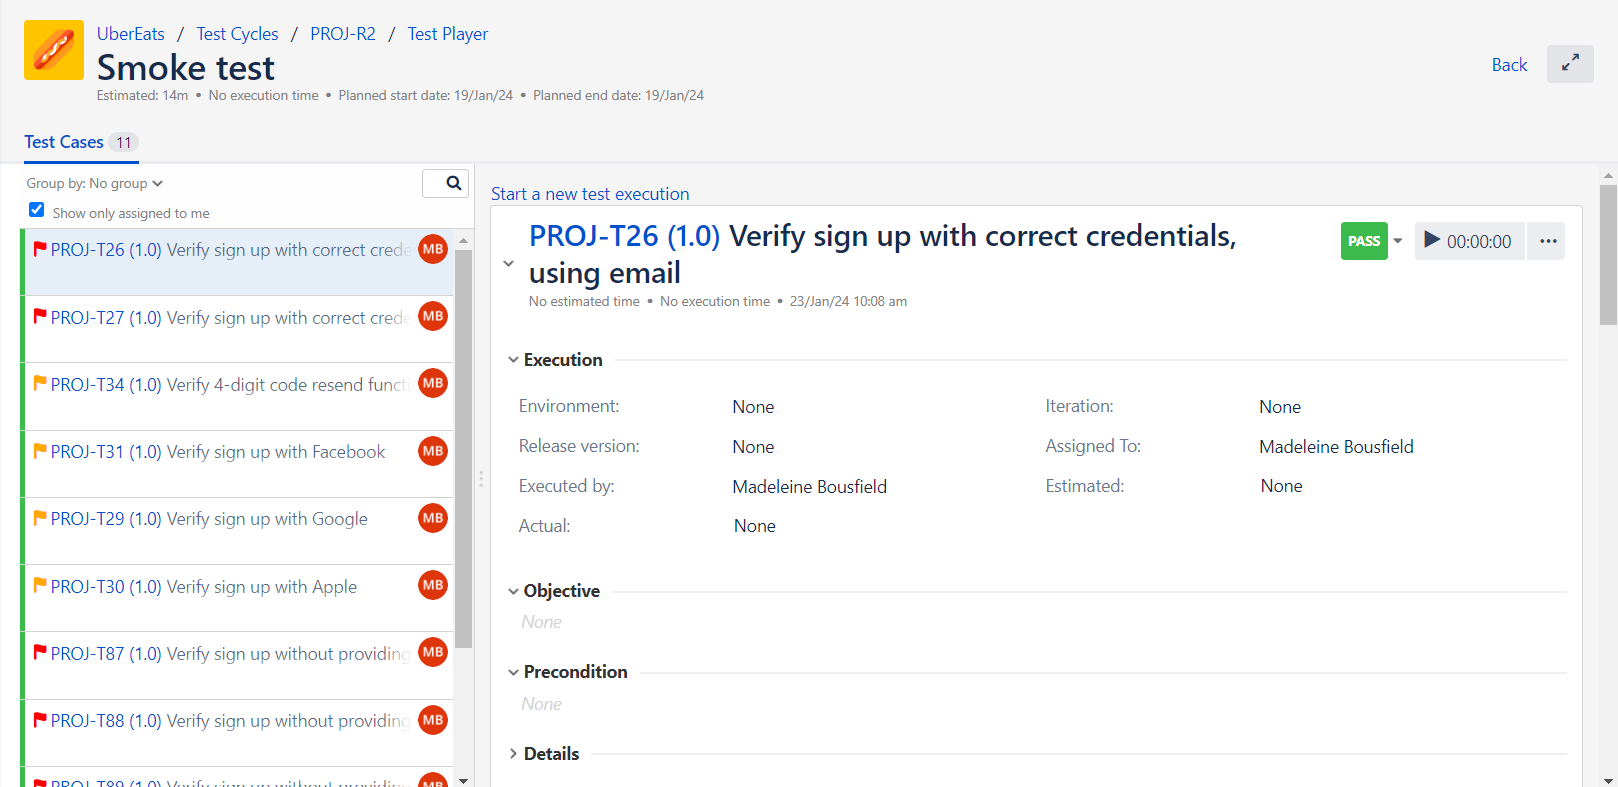 UberEats / Test Cycles / PROJ-R2 / Test Player
Smoke test
Estimated: 14m • No execution time • Planned start date: 19/Jan/24 • Planned end date: 19/Jan/24
Back
Test Cases 11
Group by: No group
Show only assigned to me
PROJ-T26 (1.0) Verify sign up with correct crede
MB
PROJ-T27 (1.0) Verify sign up with correct crede
MB
PROJ-T34 (1.0) Verify 4-digit code resend functi
MB
PROJ-T31 (1.0) Verify sign up with Facebook
MB
PROJ-T29 (1.0) Verify sign up with Google
MB
PROJ-T30 (1.0) Verify sign up with Apple
MB
PROJ-T87 (1.0) Verify sign up without providing
MB
PROJ-T88 (1.0) Verify sign up without providing
MB
PROJ-T89 (1.0) Verify sign up without providing
MB
Start a new test execution
PROJ-T26 (1.0) Verify sign up with correct credentials,
using email
PASS
00:00:00
No estimated time • No execution time • 23/Jan/24 10:08 am
Execution
Environment: None
Iteration: None
Release version: None
Assigned To: Madeleine Bousfield
Executed by: Madeleine Bousfield
Estimated: None
Actual: None
Objective
None
Precondition
None
Details